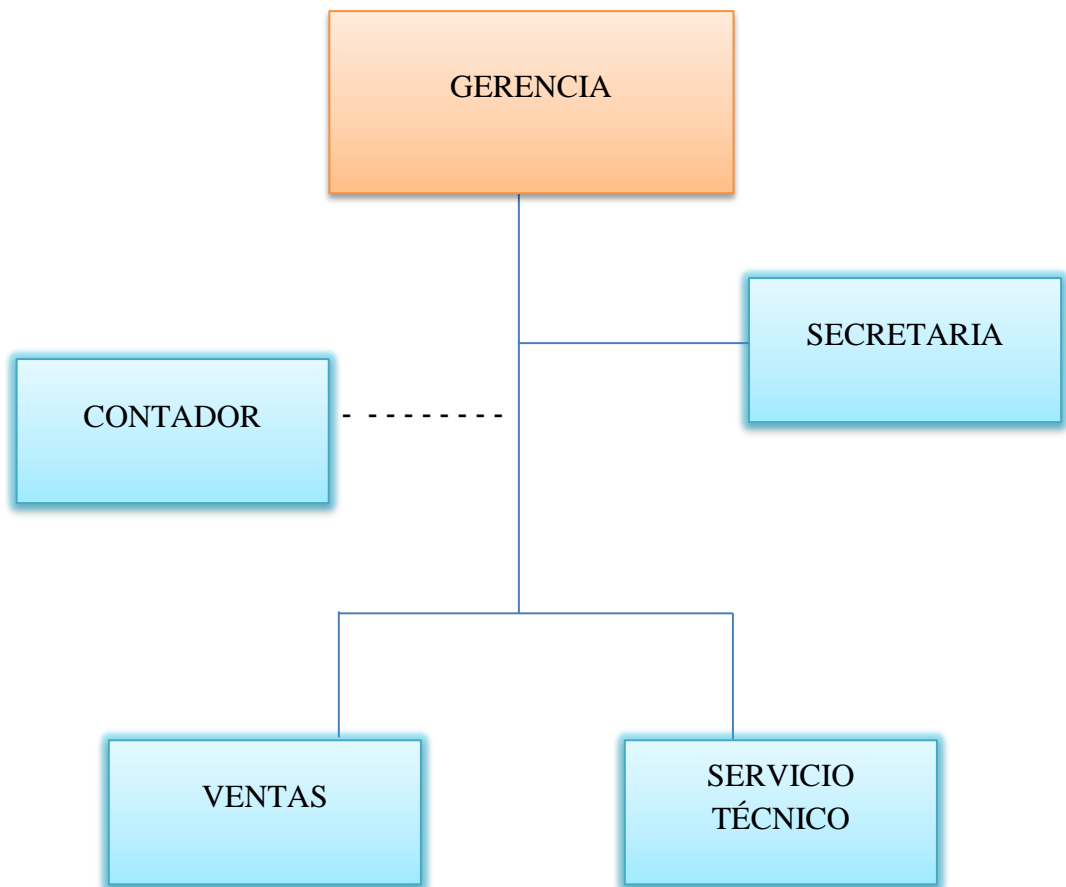 GERENCIA
SECRETARIA
CONTADOR
VENTAS
SERVICIO
TÉCNICO